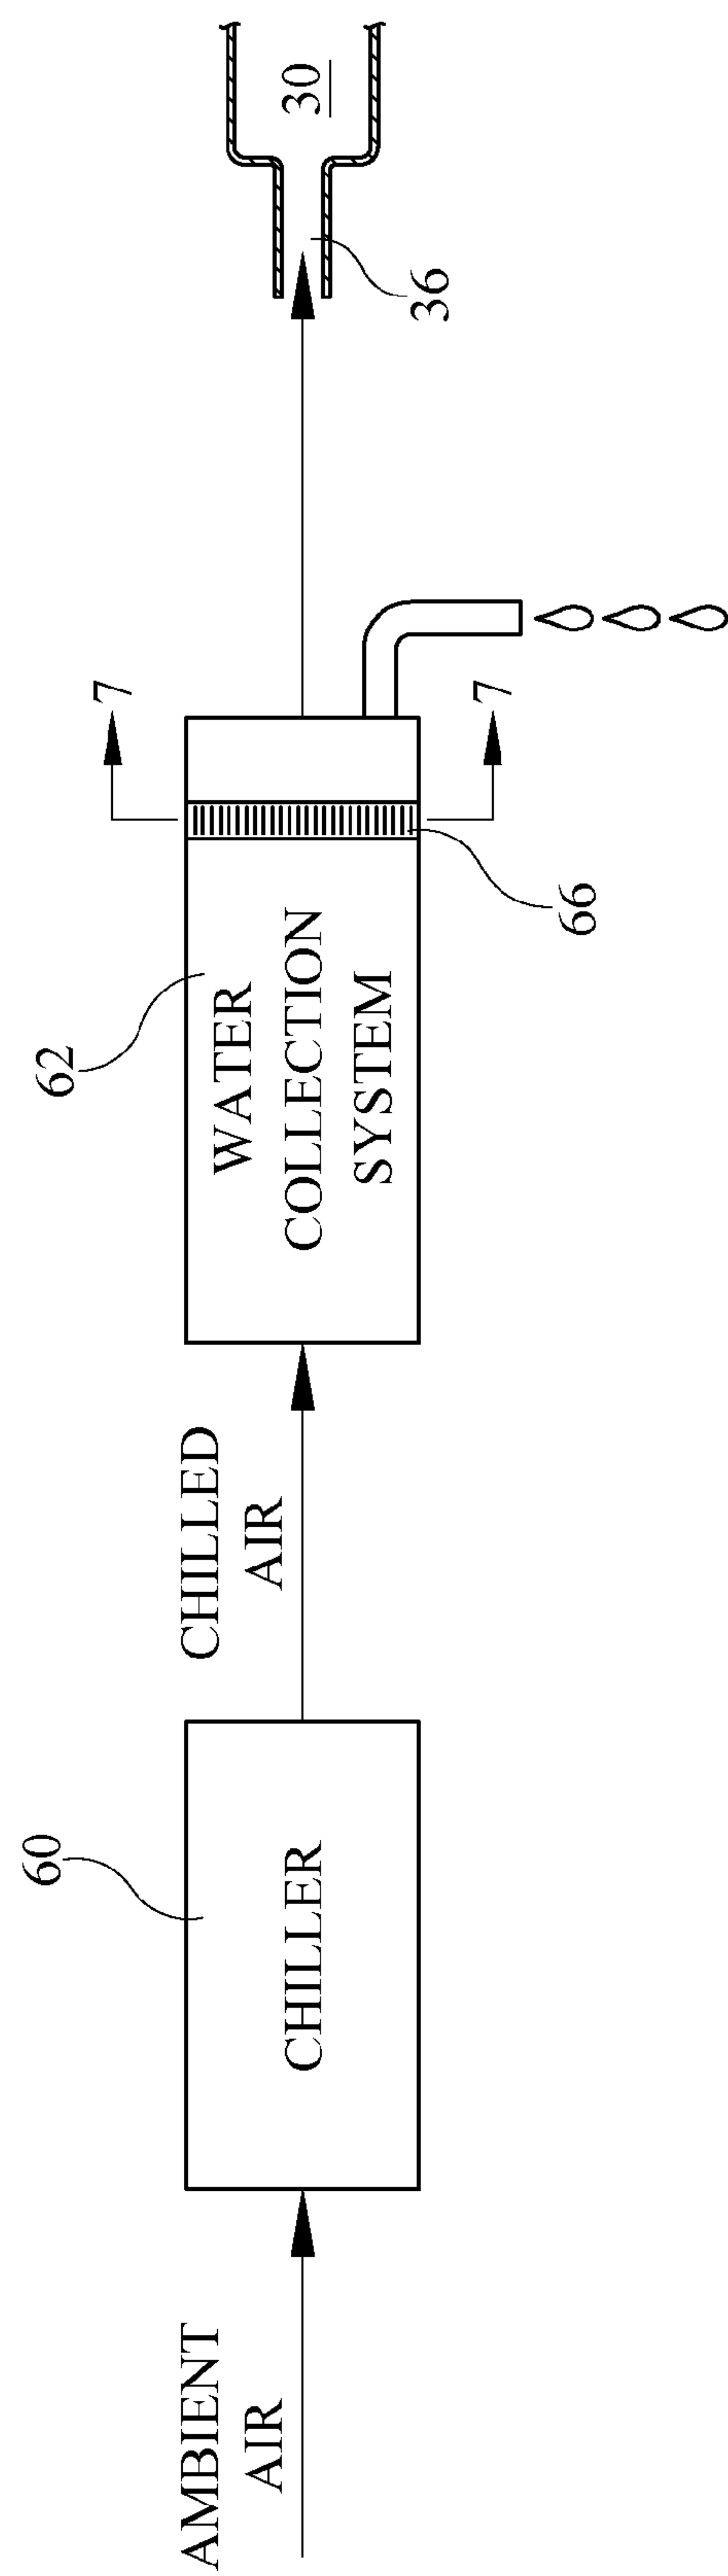 AMBIENT
AIR
60
CHILLER
CHILLED
AIR
62
WATER
COLLECTION
SYSTEM
66
7
7
36
30